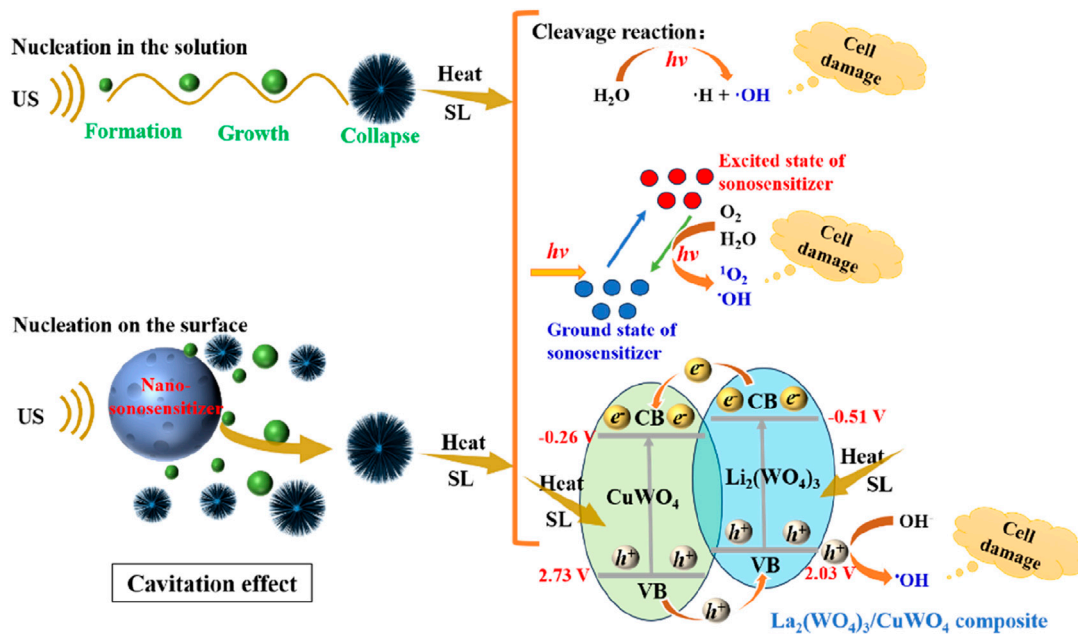 Nucleation in the solution
US
Formation
Growth
Collapse
Heat
SL
Cleavage reaction:
hv
H₂O
·H + ·OH
Cell
damage
Excited state of
sonosensitizer
hv
O₂
H₂O
hv
¹O₂
·OH
Cell
damage
Ground state of
sonosensitizer
Nucleation on the surface
US
Nano-
sonosensitizer
Heat
SL
Cavitation effect
e⁻
e⁻ CB e⁻
-0.26 V
e⁻ CB e⁻
-0.51 V
Heat
SL
CuWO₄
Li₂(WO₄)₃
Heat
SL
h⁺ h⁺
2.73 V
VB
h⁺ h⁺
VB
h⁺
2.03 V
h⁺
OH
·OH
Cell
damage
La₂(WO₄)₃/CuWO₄ composite